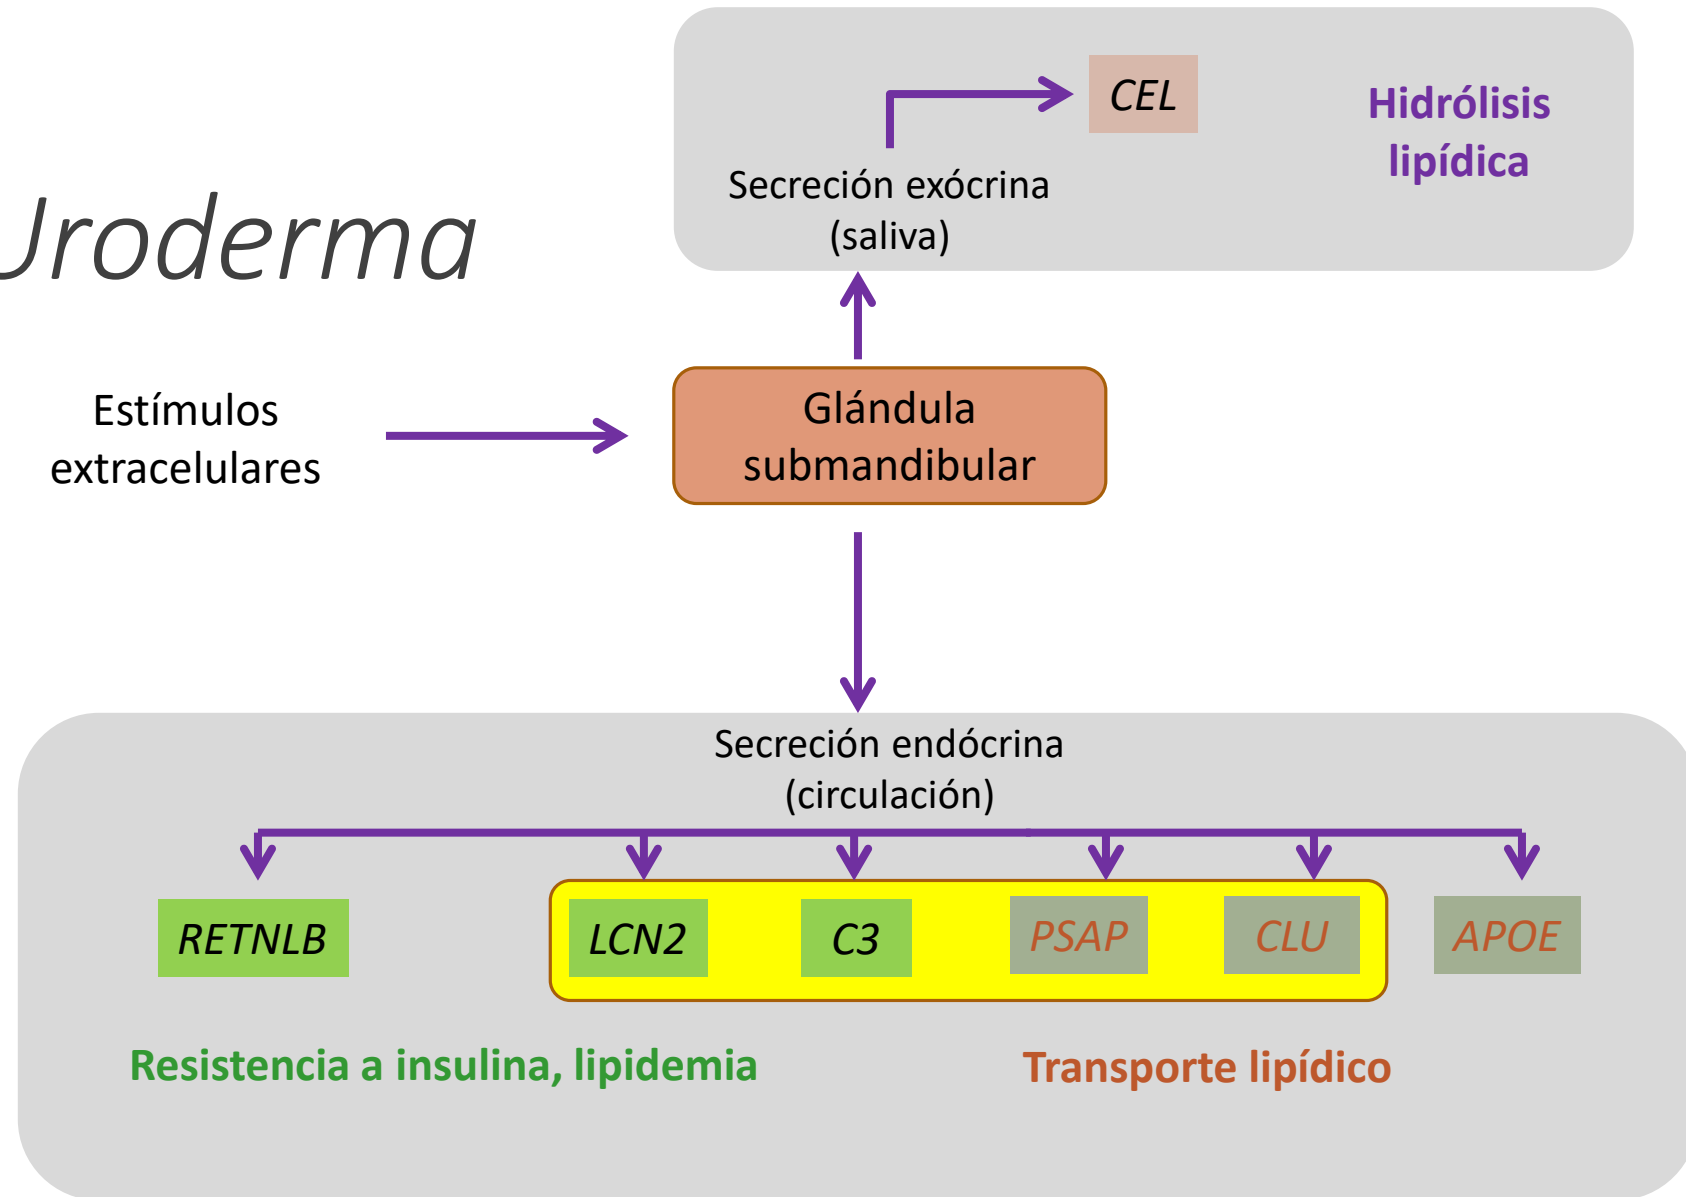 CEL
Hidrólisis
lipídica
Secreción exócrina
(saliva)
Uroderma
Estímulos
extracelulares
Glándula
submandibular
Secreción endócrina
(circulación)
RETNLB
LCN2
C3
PSAP
CLU
APOE
Resistencia a insulina, lipidemia
Transporte lipídico